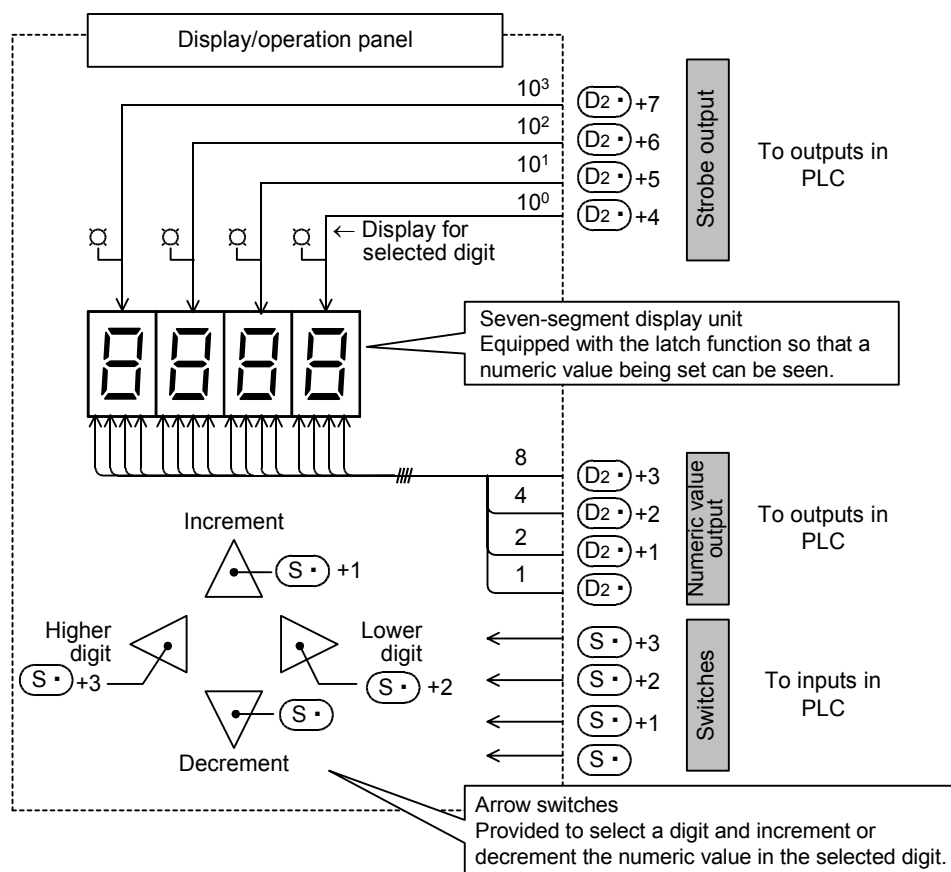 Display/operation panel
10³
D2 · +7
10²
D2 · +6
10¹
D2 · +5
10⁰
D2 · +4
Strobe output
To outputs in
PLC
← Display for
selected digit
8 8 8 8
Seven-segment display unit
Equipped with the latch function so that a
numeric value being set can be seen.
8
D2 · +3
4
D2 · +2
2
D2 · +1
1
D2 ·
Numeric value
output
To outputs in
PLC
Increment
S · +1
Higher
digit
S · +3
Lower
digit
S · +2
S ·
Decrement
S · +3
S · +2
S · +1
S ·
Switches
To inputs in
PLC
Arrow switches
Provided to select a digit and increment or
decrement the numeric value in the selected digit.